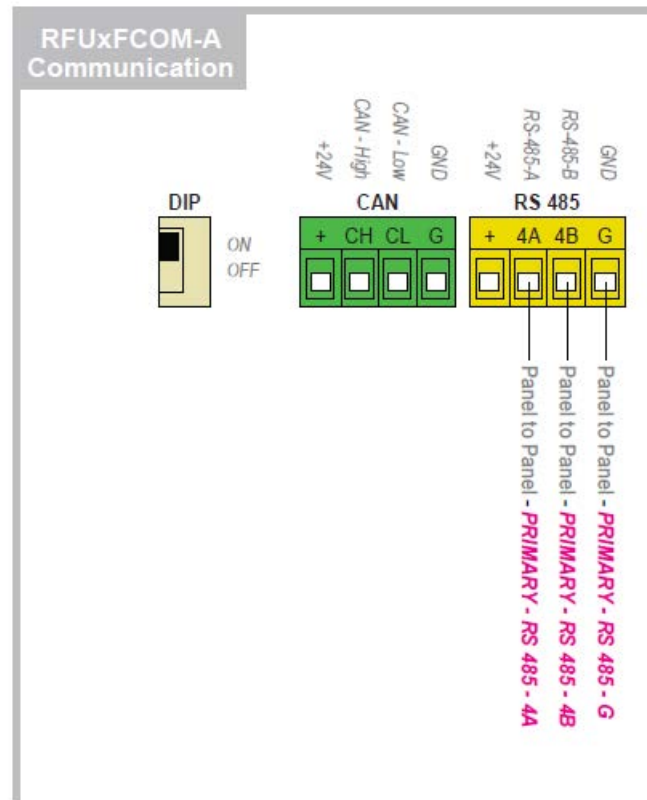 RFUxFCOM-A
Communication
+24V
CAN - High
CAN - Low
GND
+24V
RS-485-A
RS-485-B
GND
DIP
CAN
RS 485
ON
OFF
+ CH CL G
+ 4A 4B G
Panel to Panel - PRIMARY - RS 485 - 4A
Panel to Panel - PRIMARY - RS 485 - 4B
Panel to Panel - PRIMARY - RS 485 - G